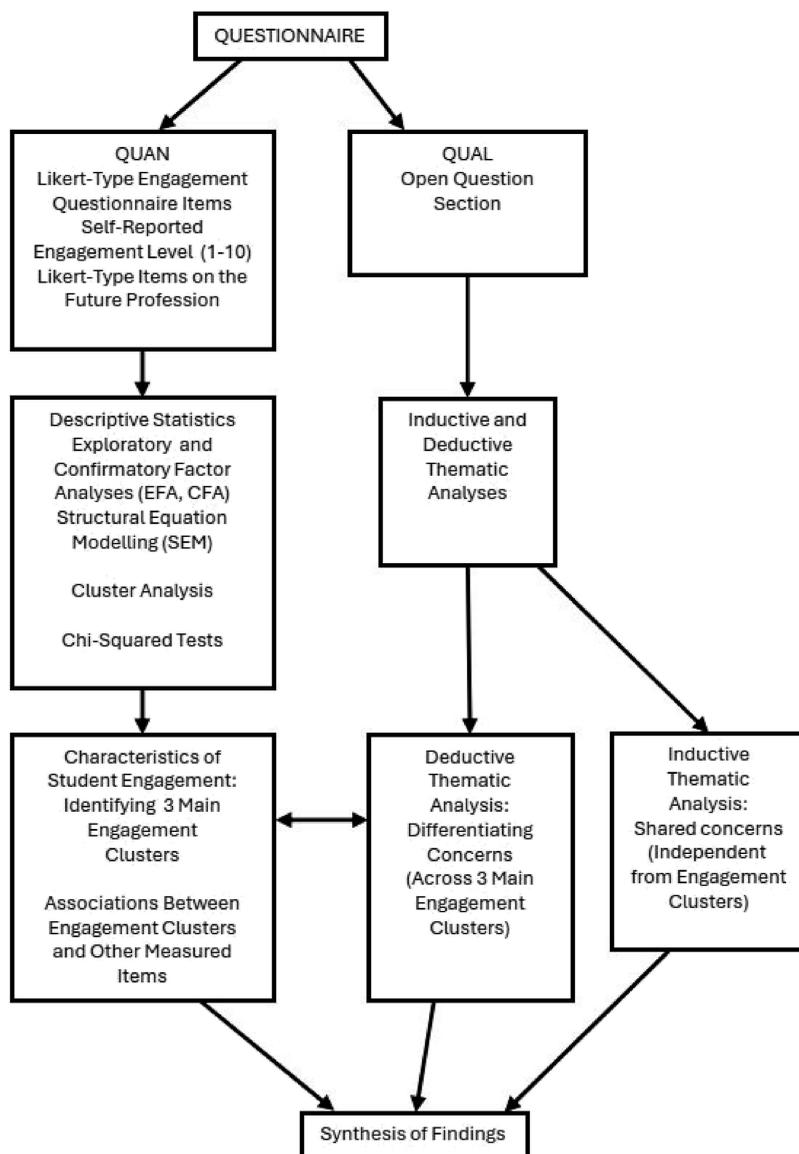 QUESTIONNAIRE
QUAN
Likert-Type Engagement
Questionnaire Items
Self-Reported
Engagement Level (1-10)
Likert-Type Items on the
Future Profession
QUAL
Open Question
Section
Descriptive Statistics
Exploratory and
Confirmatory Factor
Analyses (EFA, CFA)
Structural Equation
Modelling (SEM)
Cluster Analysis
Chi-Squared Tests
Inductive and
Deductive
Thematic
Analyses
Characteristics of
Student Engagement:
Identifying 3 Main
Engagement
Clusters
Associations Between
Engagement Clusters
and Other Measured
Items
Deductive
Thematic
Analysis:
Differentiating
Concerns
(Across 3 Main
Engagement
Clusters)
Inductive
Thematic
Analysis:
Shared concerns
(Independent
from Engagement
Clusters)
Synthesis of Findings